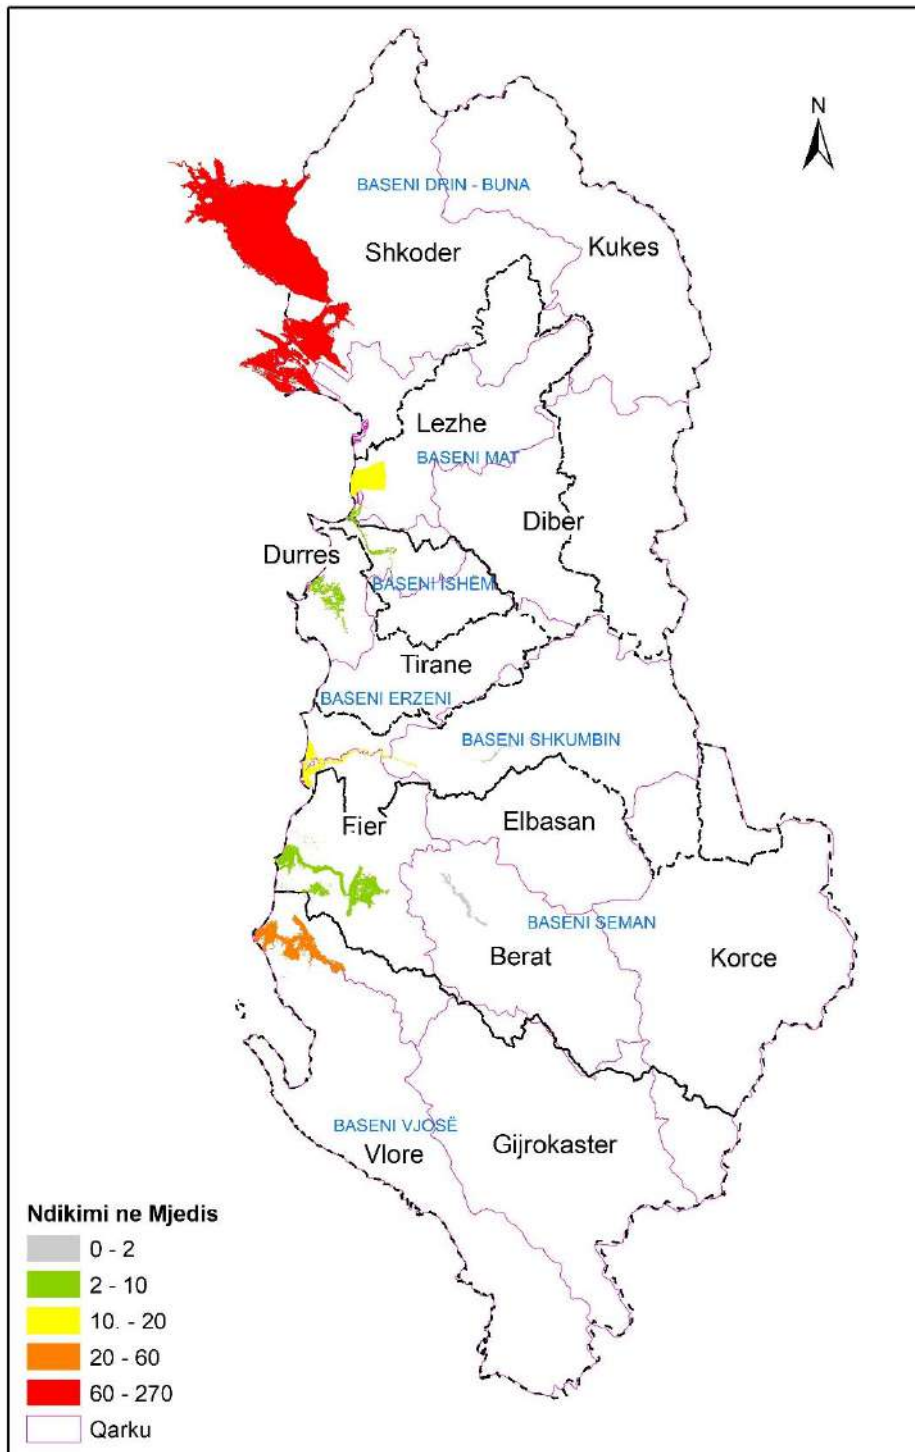 N
BASENI DRIN - BUNA
Shkoder
Kukes
Lezhe
BASENI MAT
Diber
Durres
BASENI ISHËM
Tirane
BASENI ERZENI
BASENI SHKUMBIN
Fier
Elbasan
BASENI SEMAN
Berat
Korce
BASENI VJOSË
Vlore
Gijrokaster
Ndikimi ne Mjedis
0 - 2
2 - 10
10. - 20
20 - 60
60 - 270
Qarku